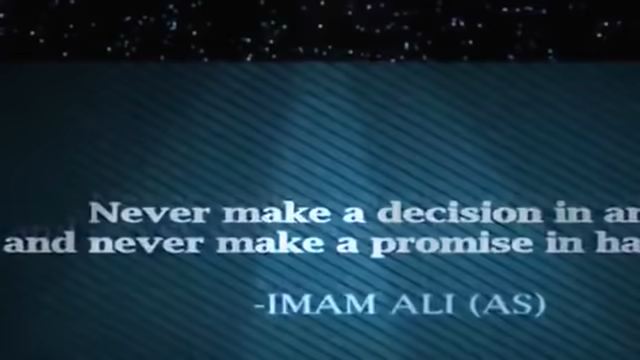 Never make a decision in an
and never make a promise in ha
-IMAM ALI (AS)